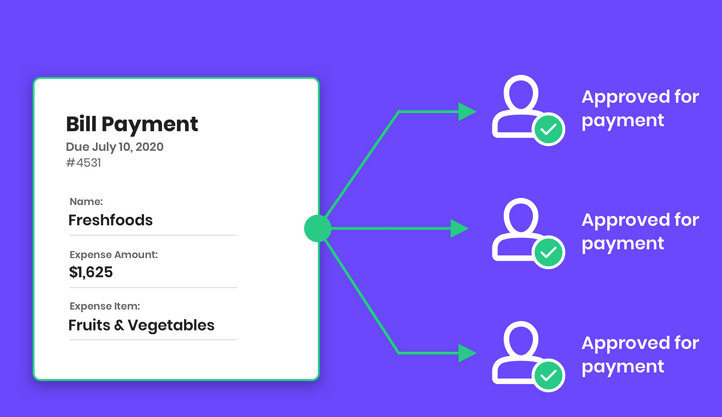 Bill Payment
Due July 10, 2020
#4531
Name:
Freshfoods
Expense Amount:
$1,625
Expense Item:
Fruits & Vegetables
Approved for
payment
Approved for
payment
Approved for
payment